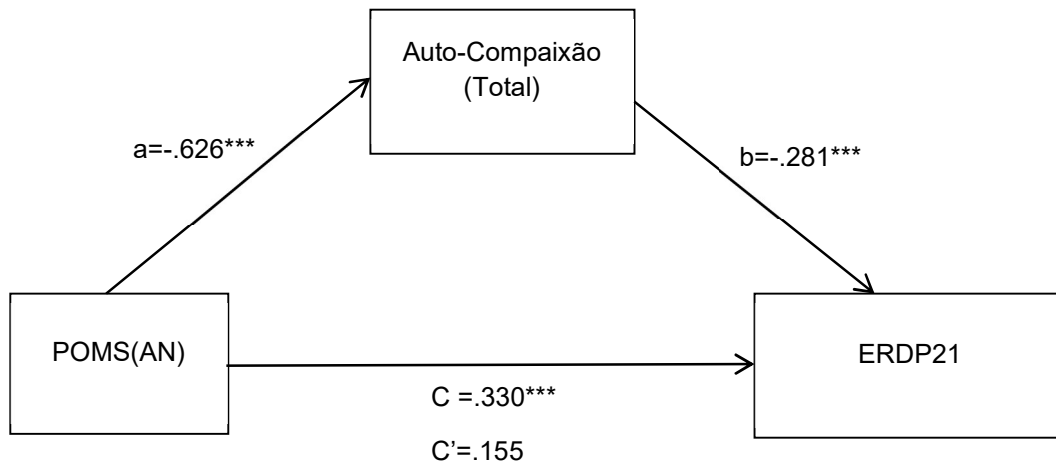 Auto-Compaixão
(Total)
a=-.626***
b=-.281***
POMS(AN)
ERDP21
C =.330***
C’=.155